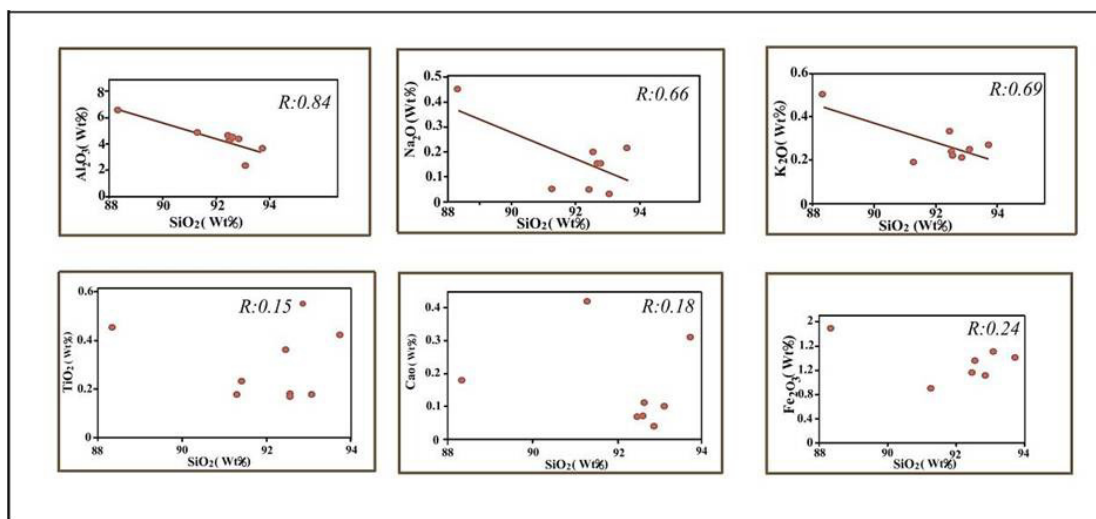 R:0.84
Al₂O₃ (Wt%)
8
6
4
2
0
88 90 92 94
SiO₂( Wt%)
R:0.66
Na₂O (Wt%)
0.5
0.4
0.3
0.2
0.1
0
90 92 94
SiO₂( Wt%)
R:0.69
K₂O( Wt%)
0.6
0.4
0.2
0
88 90 92 94
SiO₂ (Wt%)
R:0.15
TiO₂ (Wt%)
0.6
0.4
0.2
0
88 90 92 94
SiO₂( Wt%)
R:0.18
Cao (Wt%)
0.4
0.3
0.2
0.1
0
88 90 92 94
SiO₂( Wt%)
R:0.24
Fe₂O₃( Wt%)
2
1.2
1.2
0.8
0.4
0
88 90 92 94
SiO₂( Wt%)